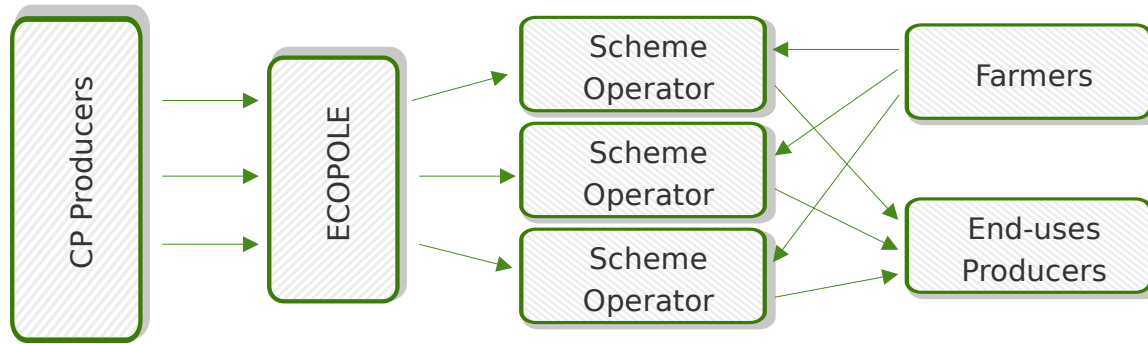 CP Producers
ECOPOLE
Scheme
Operator
Scheme
Operator
Scheme
Operator
Farmers
End-uses
Producers